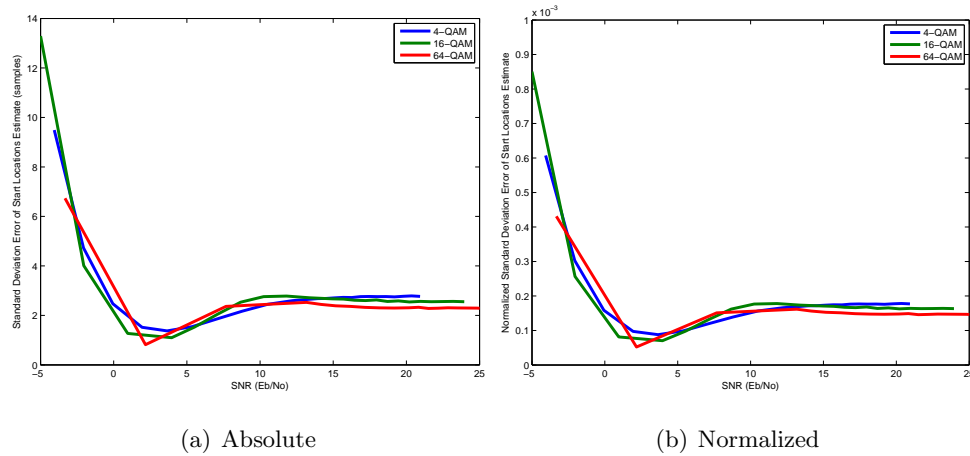 14
12
10
8
6
4
2
0
−5
0
5
10
15
20
25
SNR (Eb/No)
Standard Deviation Error of Start Locations Estimate (samples)
4−QAM
16−QAM
64−QAM
(a) Absolute
x 10−3
1
0.9
0.8
0.7
0.6
0.5
0.4
0.3
0.2
0.1
0
−5
0
5
10
15
20
25
SNR (Eb/No)
Normalized Standard Deviation Error of Start Locations Estimate
4−QAM
16−QAM
64−QAM
(b) Normalized